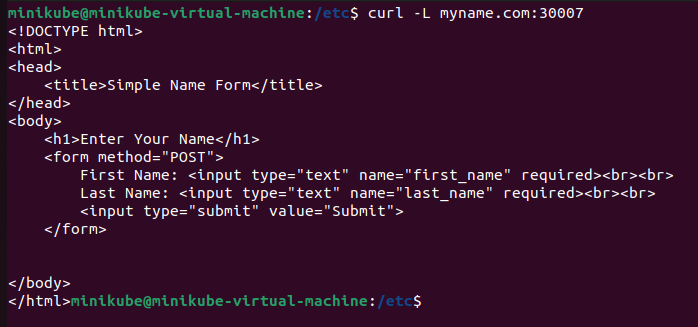 minikube@minikube-virtual-machine:/etc$ curl -L myname.com:30007
<!DOCTYPE html>
<html>
<head>
    <title>Simple Name Form</title>
</head>
<body>
    <h1>Enter Your Name</h1>
    <form method="POST">
        First Name: <input type="text" name="first_name" required><br><br>
        Last Name: <input type="text" name="last_name" required><br><br>
        <input type="submit" value="Submit">
    </form>


</body>
</html>minikube@minikube-virtual-machine:/etc$